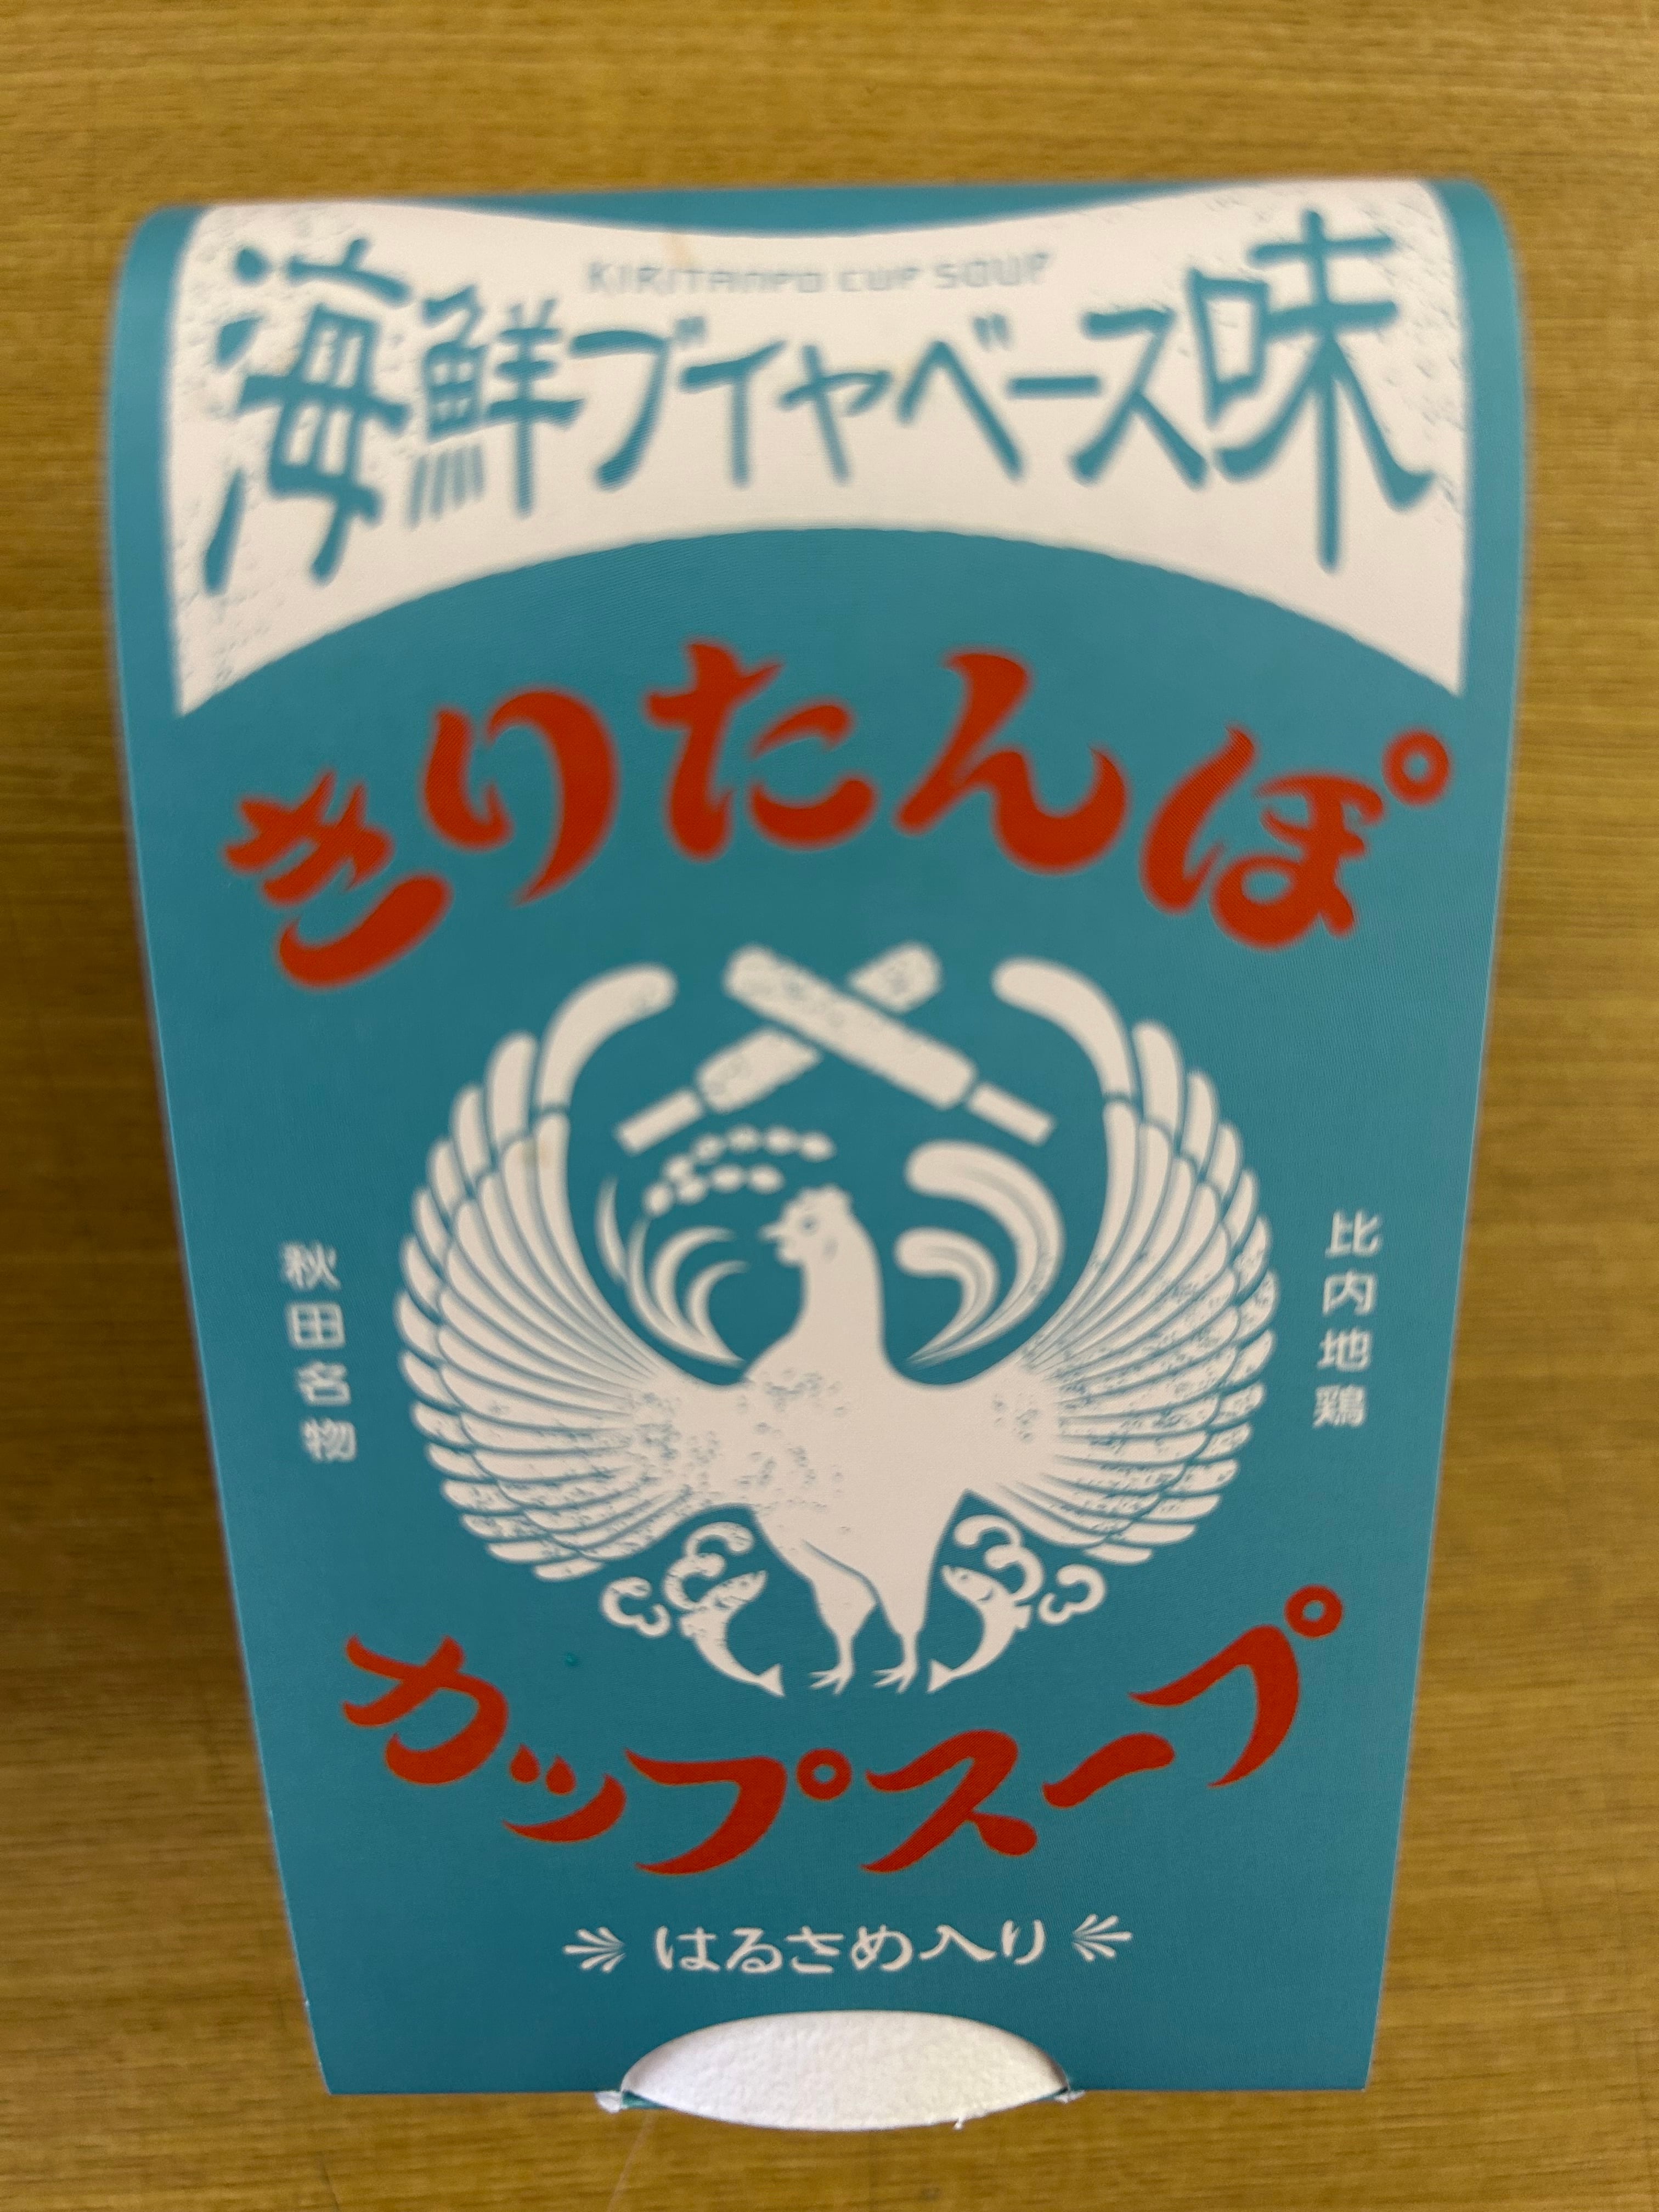 KIRITANPO CUP SOUP
海鮮ブイヤベース味
きりたんぽ
秋田名物
比内地鶏
カップスープ
はるさめ入り